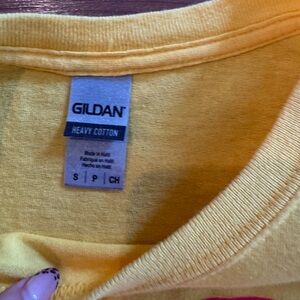 GILDAN
HEAVY COTTON
Made in Haiti
Fabriqué en Haïti
Hecho en Haití
S | P | CH